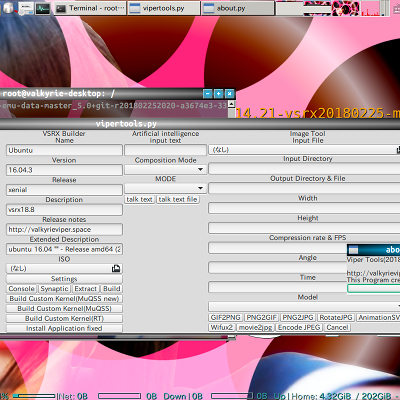 Terminal - root···
vipertools.py
about.py
root@valkyrie-desktop: /
-emu-data-master_5.0+git-r201802252020-a3674e3-33
14.21-vsrx20180225-m
vipertools.py
VSRX Builder
Name
Ubuntu
Version
16.04.3
Release
xenial
Description
vsrx18.8
Release notes
http://valkyrieviper.space
Extended Description
ubuntu 16.04 "" - Release amd64 (2
ISO
(なし)
Settings
Console
Synaptic
Extract
Build
Build Custom Kernel(MuQSS new)
Build Custom Kernel(MuQSS)
Build Custom Kernel(RT)
Install Application fixed
Artificial intelligence
input text
Composition Mode
MODE
talk text
talk text file
Image Tool
Input File
(なし)
Input Directory
Output Directory & File
Width
Height
Compression rate & FPS
Angle
Time
Model
GIF2PNG
PNG2GIF
PNG2JPG
RotateJPG
AnimationSV
Wifux2
movie2jpg
Encode JPEG
Cancel
abo
Viper Tools(2018
http://valkyriev
This Program cre
% |Net: 0B Down|0B Up|Home: 4.32GiB / 202GiB -